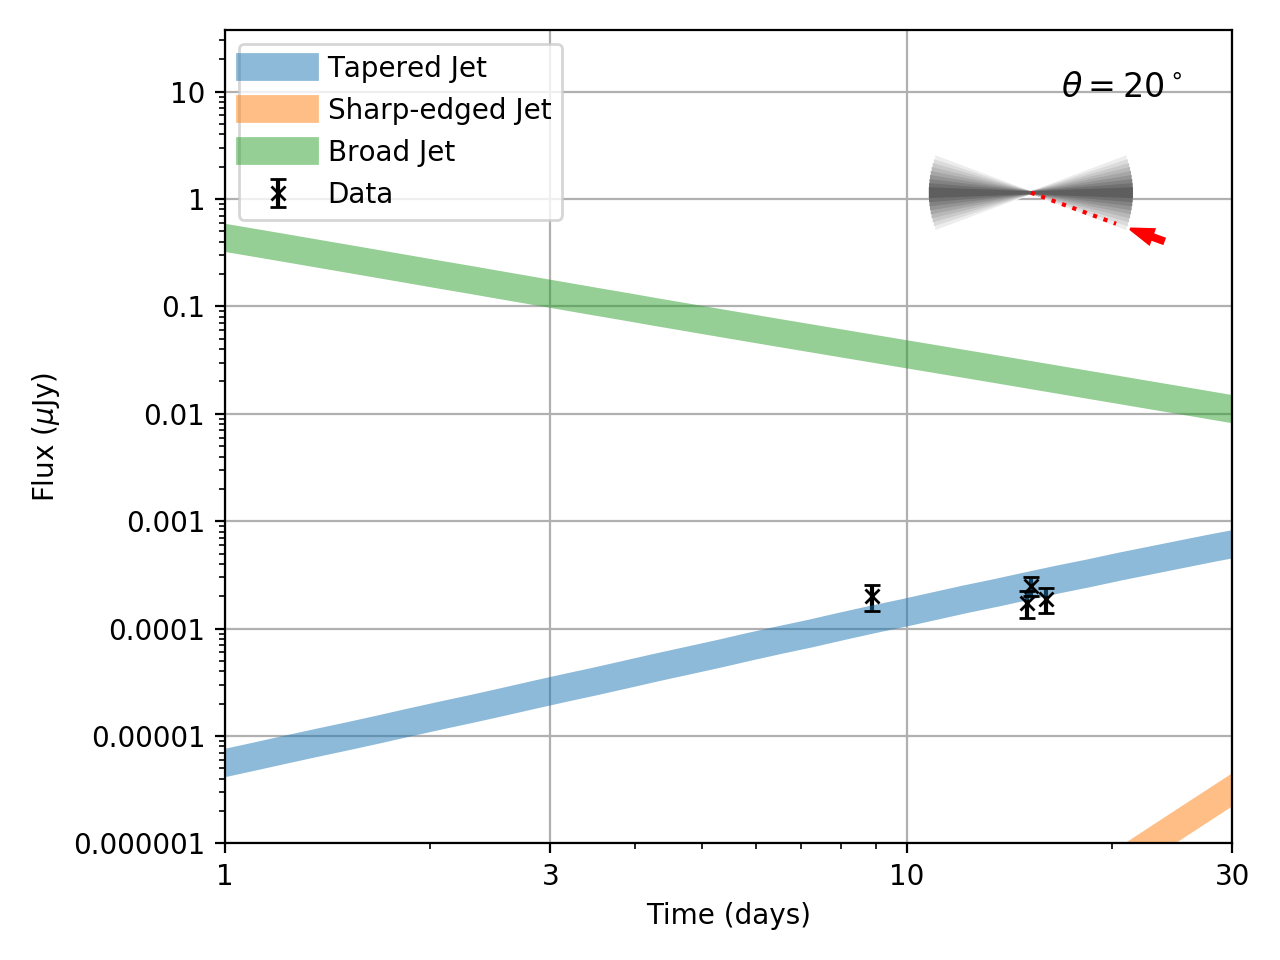 Tapered Jet
Sharp-edged Jet
Broad Jet
Data
θ = 20°
10
1
0.1
0.01
0.001
0.0001
0.00001
0.000001
Flux (μJy)
1
3
10
30
Time (days)